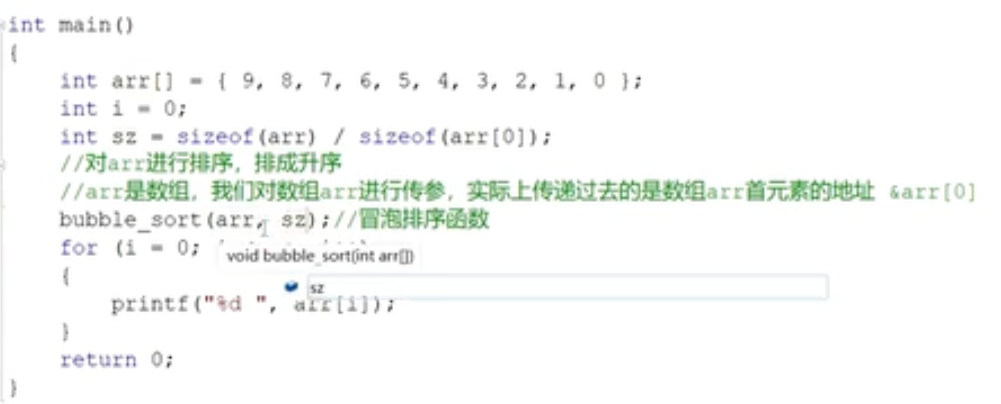 int main()
{
int arr[] = { 9, 8, 7, 6, 5, 4, 3, 2, 1, 0 };
int i = 0;
int sz = sizeof(arr) / sizeof(arr[0]);
//对arr进行排序，排成升序
//arr是数组，我们对数组arr进行传参，实际上传递过去的是数组arr首元素的地址 &arr[0]
bubble_sort(arr, sz);//冒泡排序函数
for (i = 0;
void bubble_sort(int arr[])
{
sz
printf("%d ", arr[i]);
}
return 0;
}